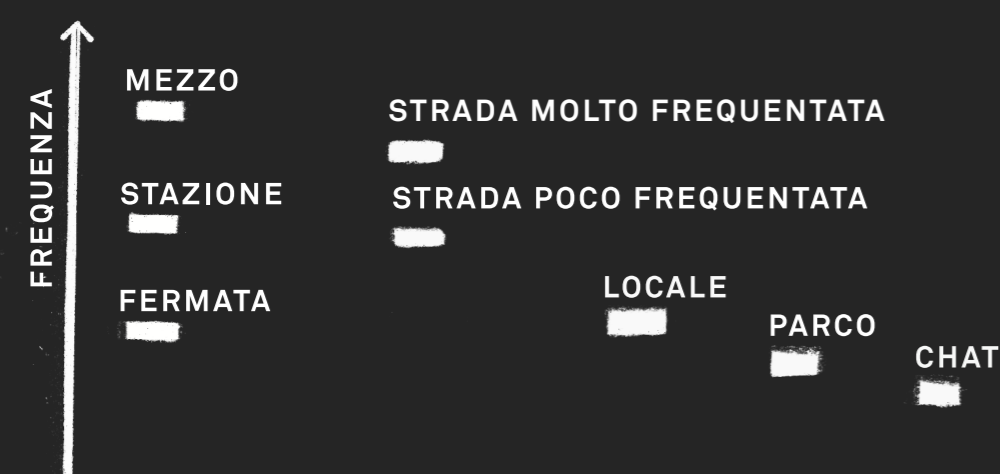 FREQUENZA
MEZZO
STRADA MOLTO FREQUENTATA
STAZIONE
STRADA POCO FREQUENTATA
FERMATA
LOCALE
PARCO
CHAT